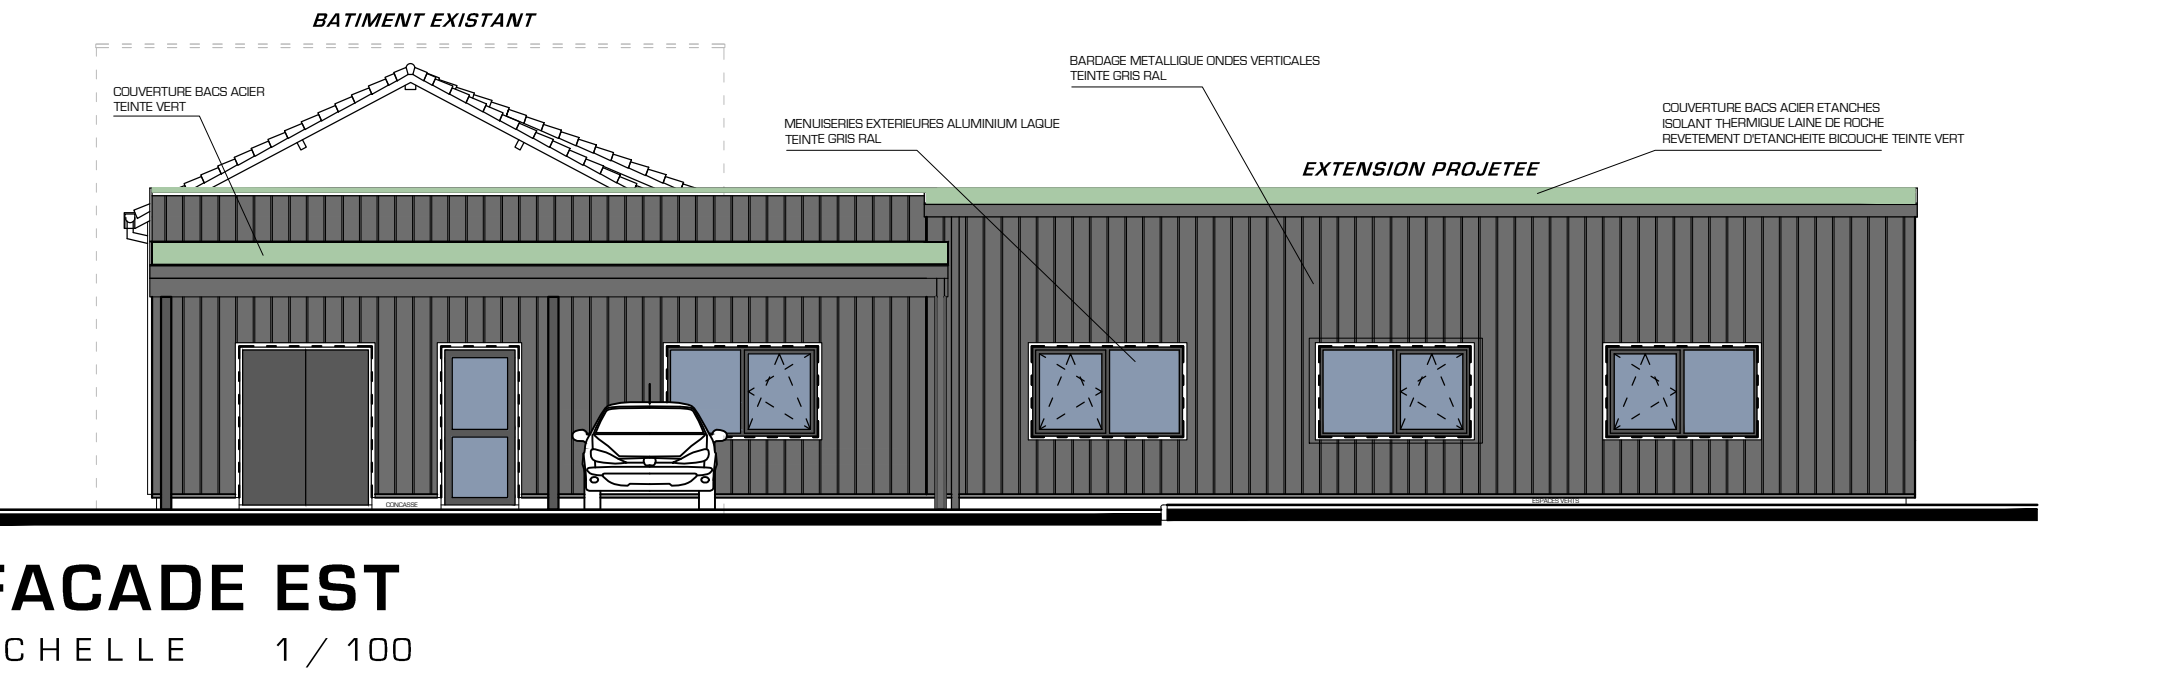 BATIMENT EXISTANT
COUVERTURE BACS ACIER
TEINTE VERT
MENUISERIES EXTERIEURES ALUMINIUM LAQUE
TEINTE GRIS RAL
BARDAGE METALLIQUE ONDES VERTICALES
TEINTE GRIS RAL
EXTENSION PROJETEE
COUVERTURE BACS ACIER ETANCHES
ISOLANT THERMIQUE LAINE DE ROCHE
REVETEMENT D'ETANCHEITE BICOUCHE TEINTE VERT
CONCASSE
ESPACES VERTS
FACADE EST
CHELLE 1 / 100